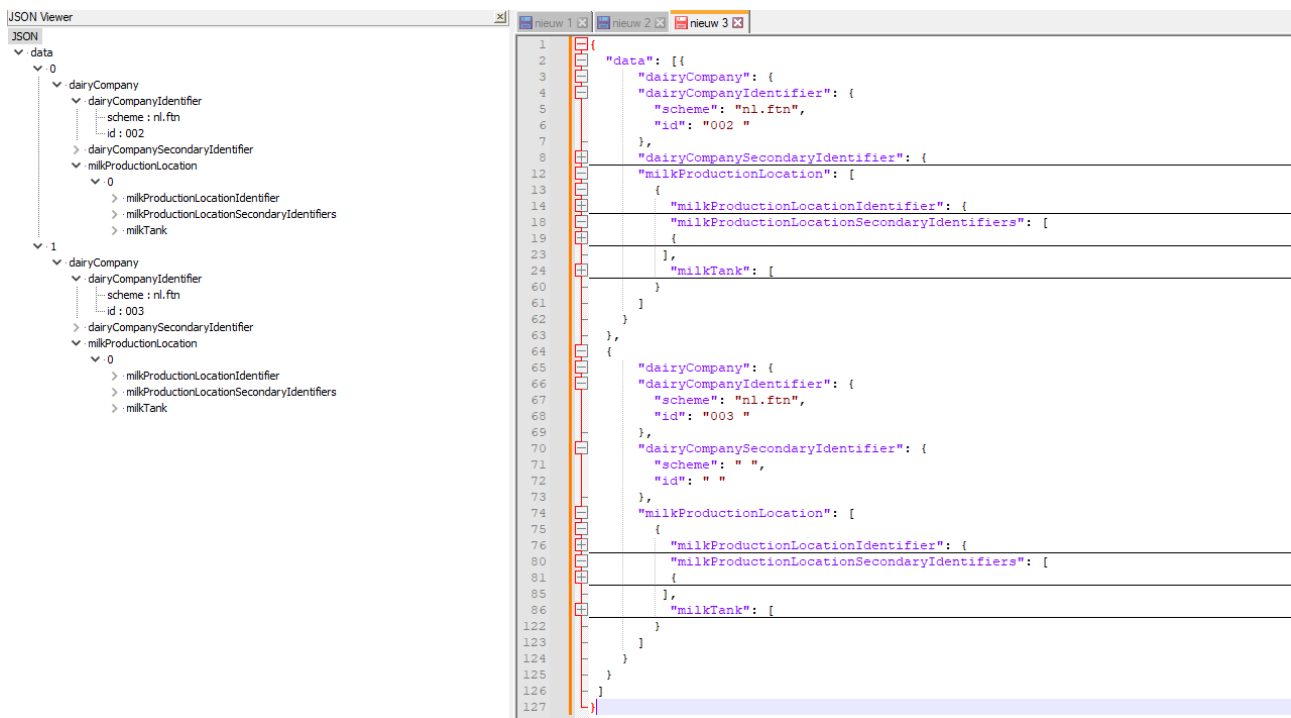 JSON Viewer
JSON
data
0
dairyCompany
dairyCompanyIdentifier
scheme : nl.ftn
id : 002
dairyCompanySecondaryIdentifier
milkProductionLocation
0
milkProductionLocationIdentifier
milkProductionLocationSecondaryIdentifiers
milkTank
1
dairyCompany
dairyCompanyIdentifier
scheme : nl.ftn
id : 003
dairyCompanySecondaryIdentifier
milkProductionLocation
0
milkProductionLocationIdentifier
milkProductionLocationSecondaryIdentifiers
milkTank
nieuw 1 nieuw 2 nieuw 3
1 {
2 "data": [{
3 "dairyCompany": {
4 "dairyCompanyIdentifier": {
5 "scheme": "nl.ftn",
6 "id": "002 "
7 },
8 "dairyCompanySecondaryIdentifier": {
12 "milkProductionLocation": [
13 {
14 "milkProductionLocationIdentifier": {
18 "milkProductionLocationSecondaryIdentifiers": [
19 {
23 ],
24 "milkTank": [
60 }
61 ]
62 }
63 },
64 {
65 "dairyCompany": {
66 "dairyCompanyIdentifier": {
67 "scheme": "nl.ftn",
68 "id": "003 "
69 },
70 "dairyCompanySecondaryIdentifier": {
71 "scheme": " ",
72 "id": " "
73 },
74 "milkProductionLocation": [
75 {
76 "milkProductionLocationIdentifier": {
80 "milkProductionLocationSecondaryIdentifiers": [
81 {
85 ],
86 "milkTank": [
122 }
123 ]
124 }
125 }
126 ]
127 }